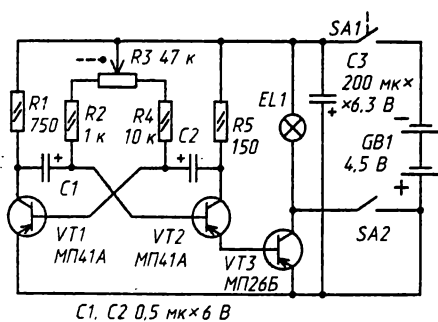 SA1
R3 47 к
C3
200 мк×
×6,3 В
R1
750
R2
1 к
R4
10 к
C2
R5
150
EL1
+
−
GB1
4,5 В
+
+
+
C1
SA2
VT1
МП41А
VT2
МП41А
VT3
МП26Б
C1, C2 0,5 мк×6 В